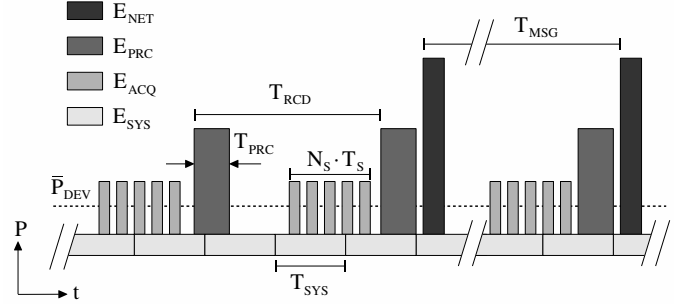 E_NET
E_PRC
E_ACQ
E_SYS
T_MSG
T_RCD
T_PRC
N_S · T_S
P̅_DEV
P
t
T_SYS